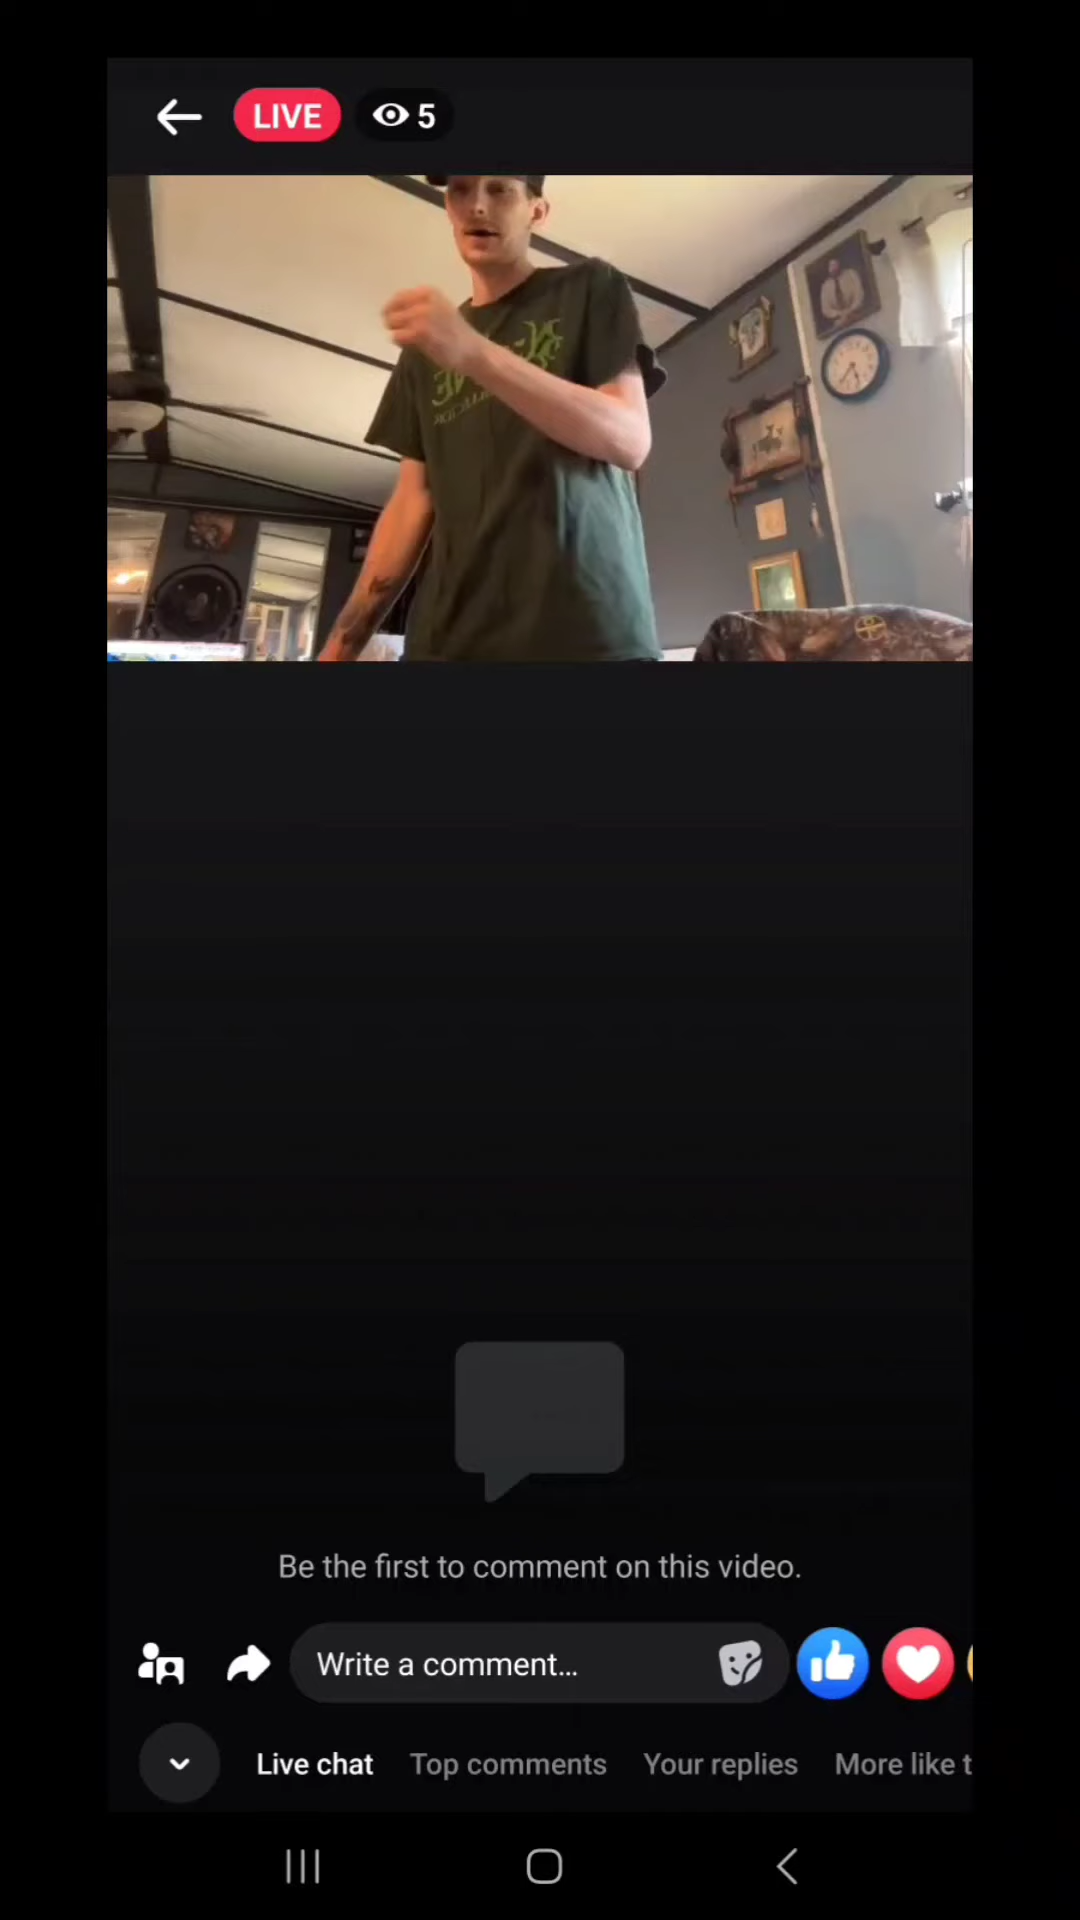 LIVE
5
Be the first to comment on this video.
Write a comment...
Live chat
Top comments
Your replies
More like t